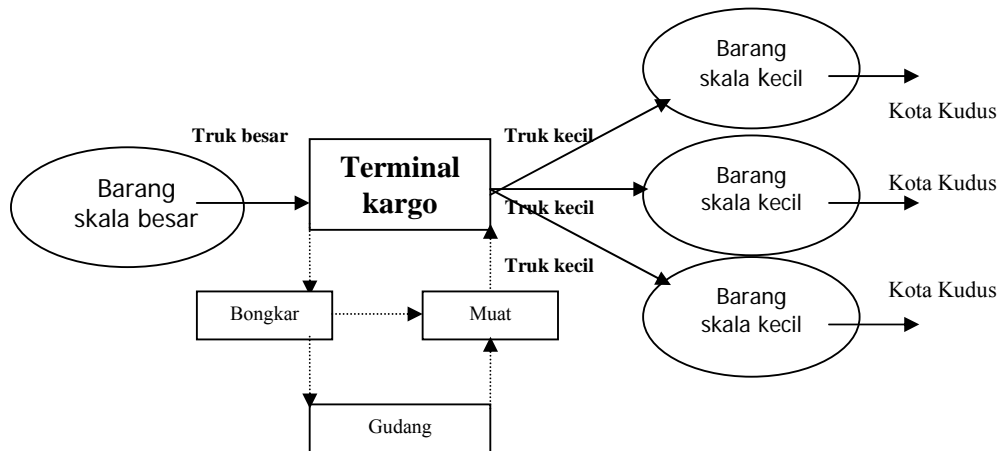 Barang
skala kecil
Kota Kudus
Truk besar
Truk kecil
Terminal
kargo
Barang
skala besar
Barang
skala kecil
Kota Kudus
Truk kecil
Truk kecil
Barang
skala kecil
Kota Kudus
Bongkar
Muat
Gudang